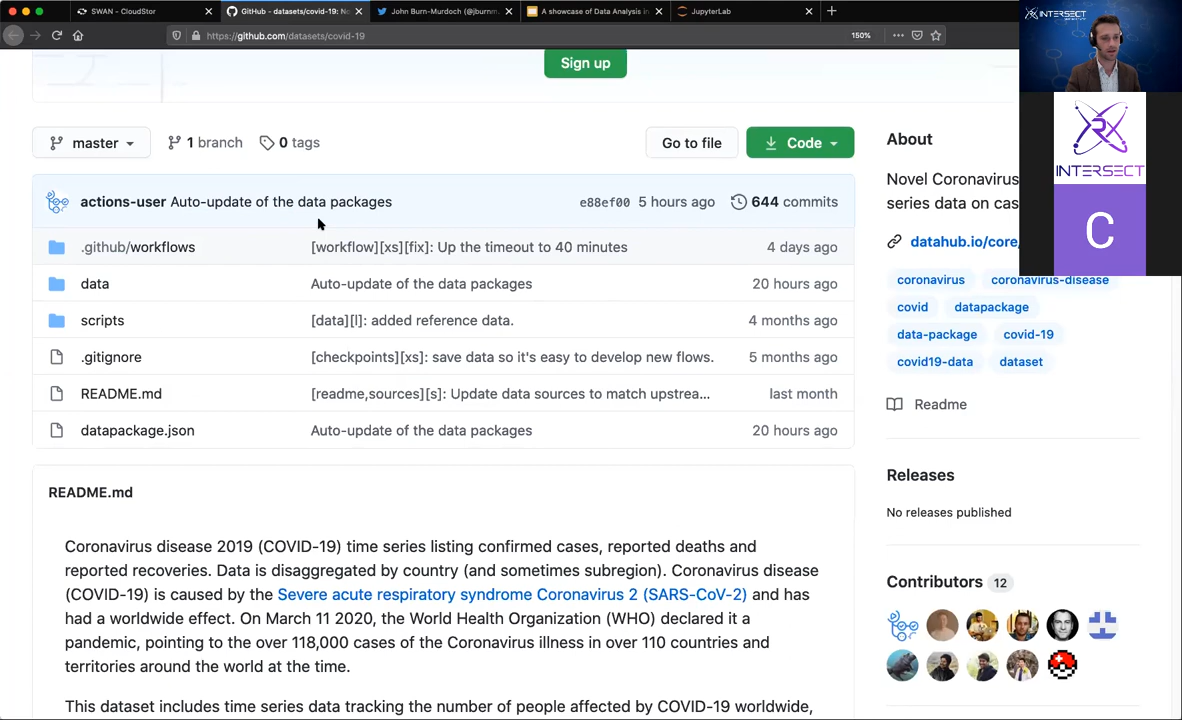 SWAN - CloudStor
GitHub - datasets/covid-19: No
John Burn-Murdoch (@jburnm
A showcase of Data Analysis in
JupyterLab
https://github.com/datasets/covid-19
150%
INTERSECT
Sign up
master
1 branch
0 tags
Go to file
Code
actions-user Auto-update of the data packages
e88ef00 5 hours ago
644 commits
.github/workflows
[workflow][xs][fix]: Up the timeout to 40 minutes
4 days ago
data
Auto-update of the data packages
20 hours ago
scripts
[data][l]: added reference data.
4 months ago
.gitignore
[checkpoints][xs]: save data so it's easy to develop new flows.
5 months ago
README.md
[readme,sources][s]: Update data sources to match upstrea...
last month
datapackage.json
Auto-update of the data packages
20 hours ago
README.md
Coronavirus disease 2019 (COVID-19) time series listing confirmed cases, reported deaths and
reported recoveries. Data is disaggregated by country (and sometimes subregion). Coronavirus disease
(COVID-19) is caused by the Severe acute respiratory syndrome Coronavirus 2 (SARS-CoV-2) and has
had a worldwide effect. On March 11 2020, the World Health Organization (WHO) declared it a
pandemic, pointing to the over 118,000 cases of the Coronavirus illness in over 110 countries and
territories around the world at the time.
This dataset includes time series data tracking the number of people affected by COVID-19 worldwide,
About
Novel Coronavirus
series data on cas
datahub.io/core,
coronavirus
coronavirus-disease
covid
datapackage
data-package
covid-19
covid19-data
dataset
Readme
Releases
No releases published
Contributors 12
INTERSECT
C